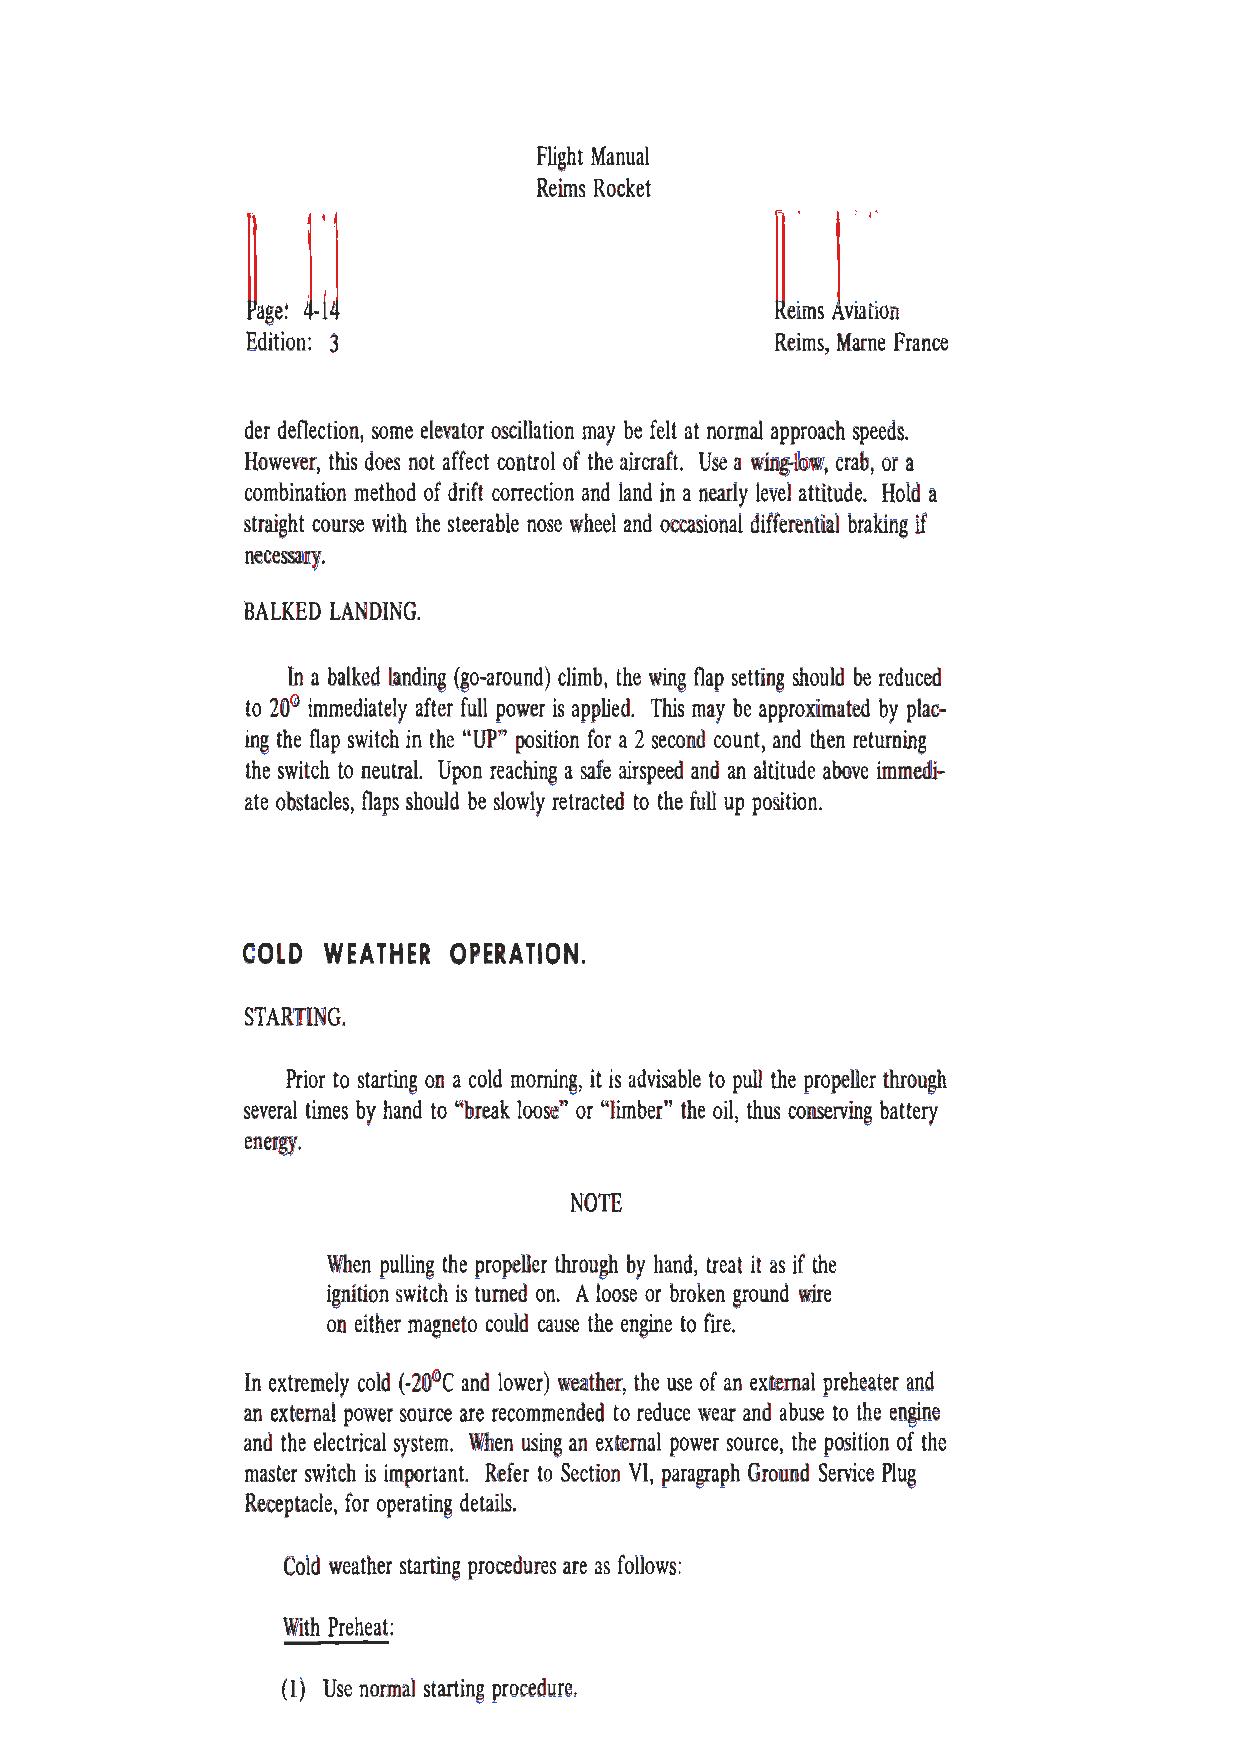 Flight Manual
Reims Rocket
Page: 4-14
Reims Aviation
Edition: 3
Reims, Marne France
der deflection, some elevator oscillation may be felt at normal approach speeds.
However, this does not affect control of the aircraft. Use a wing-low, crab, or a
combination method of drift correction and land in a nearly level attitude. Hold a
straight course with the steerable nose wheel and occasional differential braking if
necessary.
BALKED LANDING.
In a balked landing (go-around) climb, the wing flap setting should be reduced
to 20° immediately after full power is applied. This may be approximated by plac-
ing the flap switch in the “UP” position for a 2 second count, and then returning
the switch to neutral. Upon reaching a safe airspeed and an altitude above immedi-
ate obstacles, flaps should be slowly retracted to the full up position.
COLD WEATHER OPERATION.
STARTING.
Prior to starting on a cold morning, it is advisable to pull the propeller through
several times by hand to “break loose” or “limber” the oil, thus conserving battery
energy.
NOTE
When pulling the propeller through by hand, treat it as if the
ignition switch is turned on. A loose or broken ground wire
on either magneto could cause the engine to fire.
In extremely cold (-20°C and lower) weather, the use of an external preheater and
an external power source are recommended to reduce wear and abuse to the engine
and the electrical system. When using an external power source, the position of the
master switch is important. Refer to Section VI, paragraph Ground Service Plug
Receptacle, for operating details.
Cold weather starting procedures are as follows:
With Preheat:
(1) Use normal starting procedure.